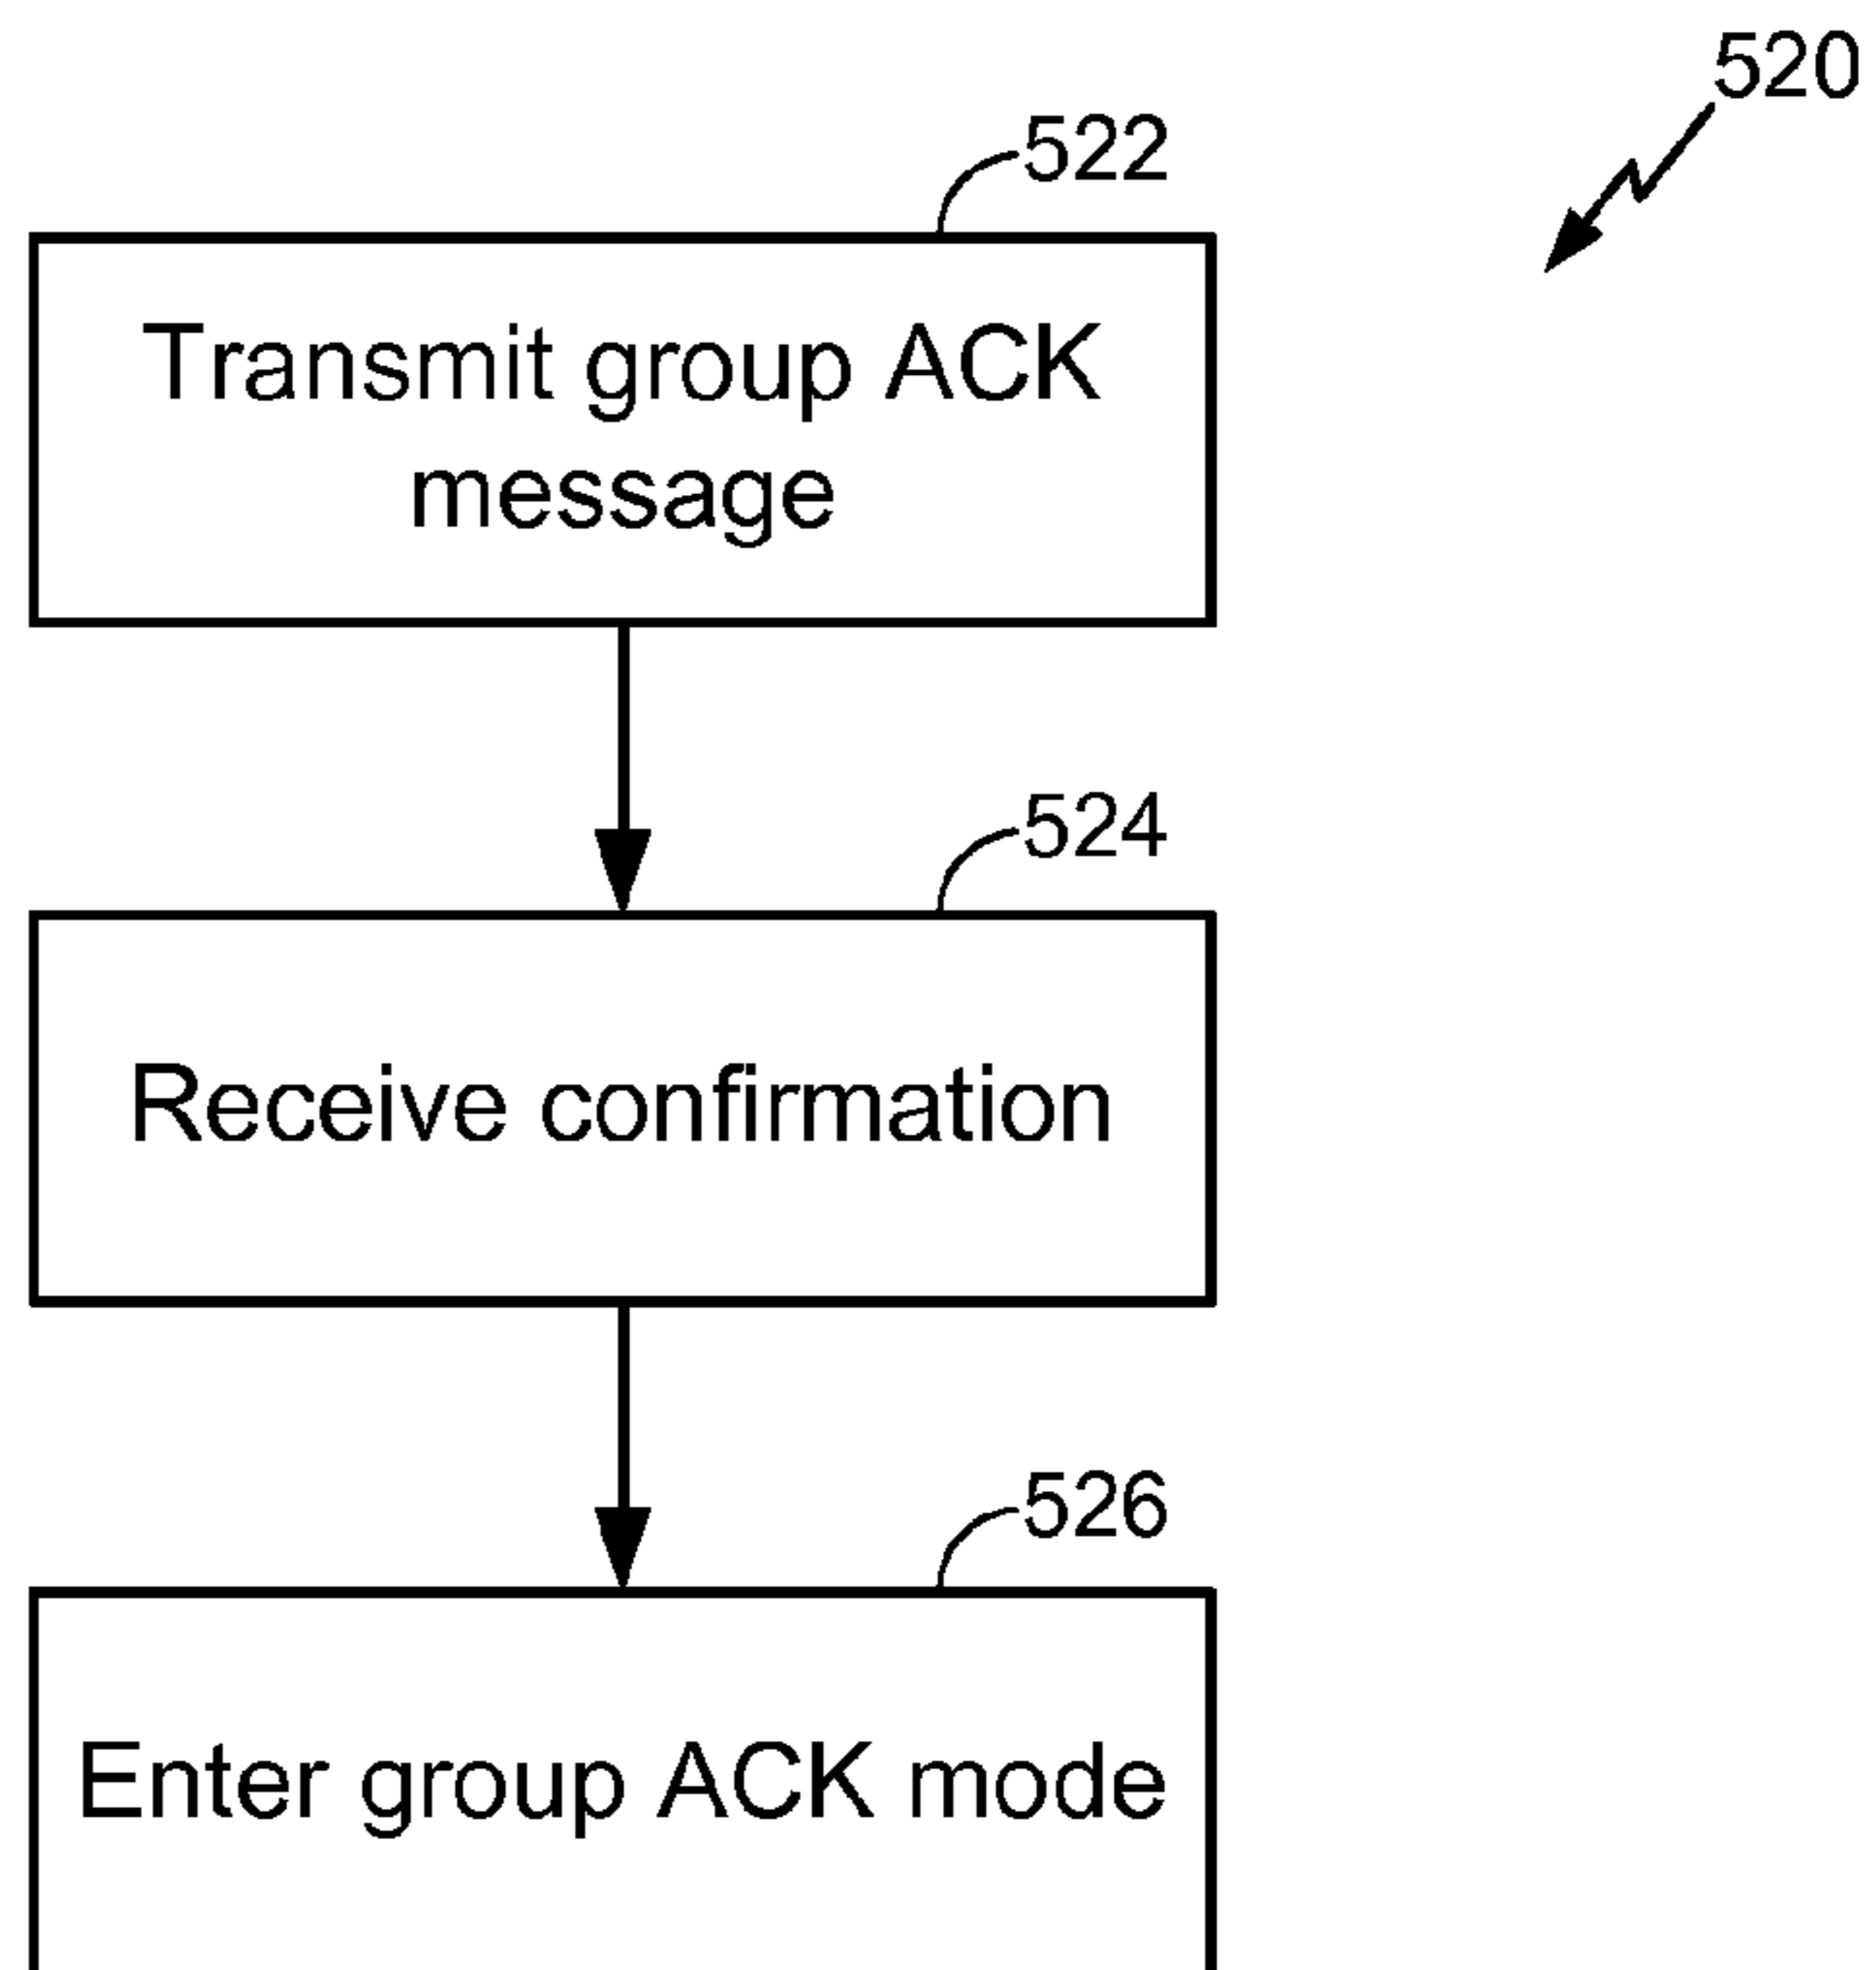 520
522
Transmit group ACK
message
524
Receive confirmation
526
Enter group ACK mode